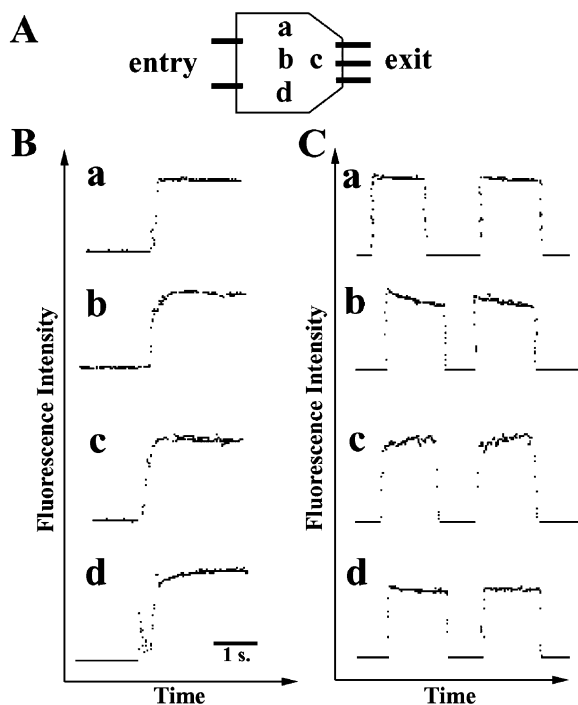 A
a
entry
b c
exit
d
B
a
b
c
d
1 s.
Fluorescence Intensity
Time
C
a
b
c
d
Fluorescence Intensity
Time